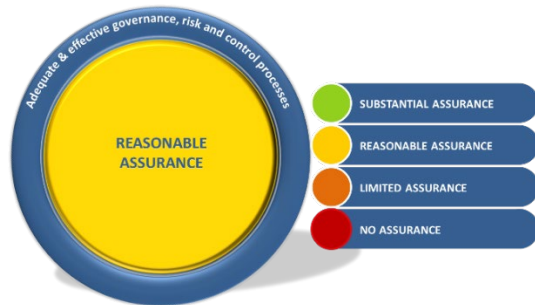 Adequate & effective governance, risk and control processes
REASONABLE
ASSURANCE
SUBSTANTIAL ASSURANCE
REASONABLE ASSURANCE
LIMITED ASSURANCE
NO ASSURANCE